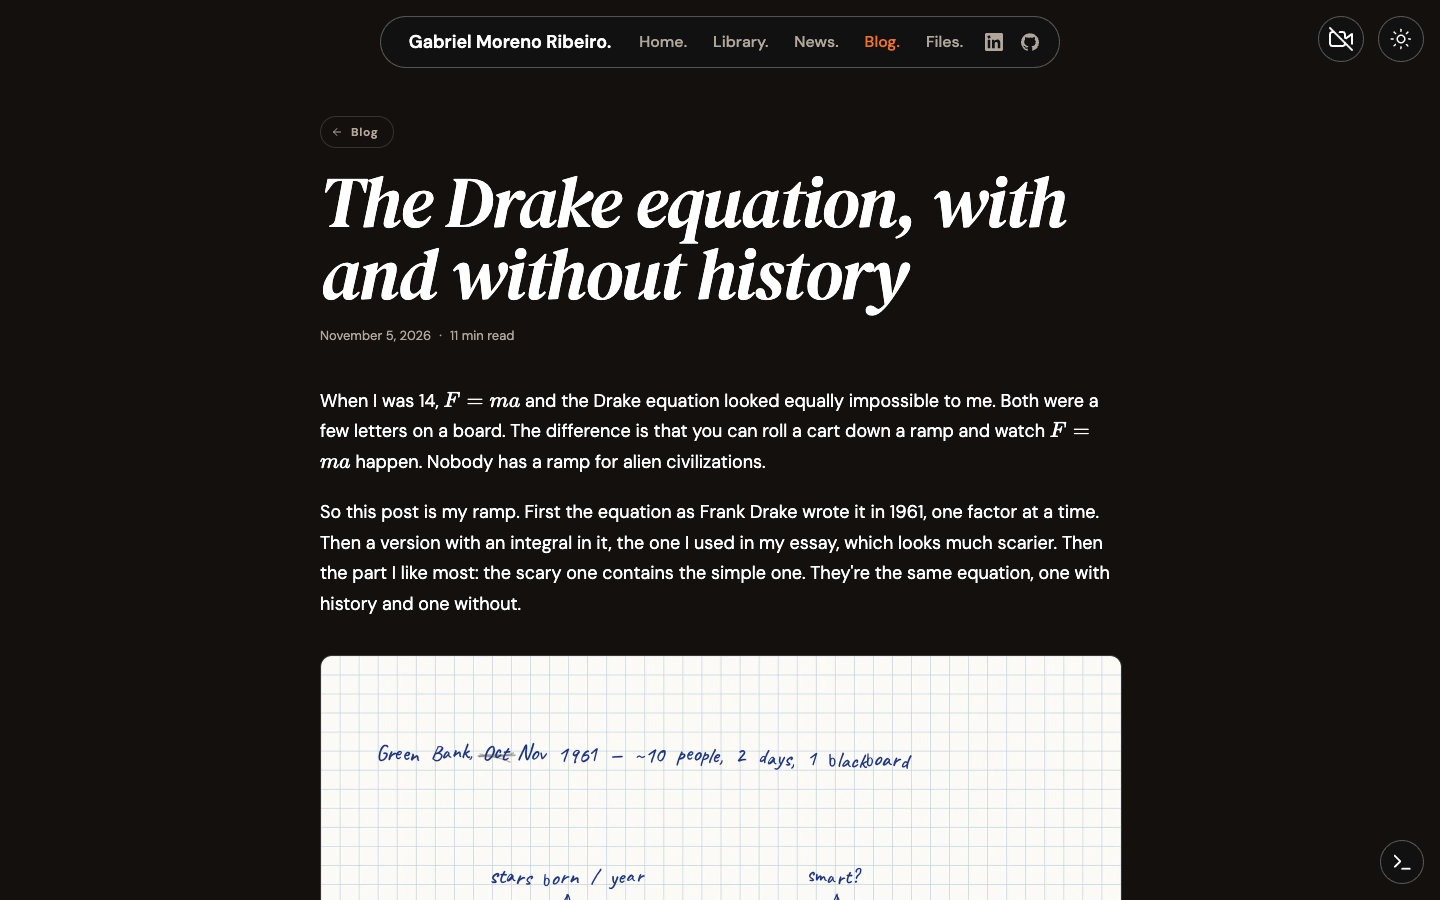 Gabriel Moreno Ribeiro. Home. Library. News. Blog. Files.
← Blog
The Drake equation, with
and without history
November 5, 2026 · 11 min read
When I was 14, F = ma and the Drake equation looked equally impossible to me. Both were a
few letters on a board. The difference is that you can roll a cart down a ramp and watch F =
ma happen. Nobody has a ramp for alien civilizations.
So this post is my ramp. First the equation as Frank Drake wrote it in 1961, one factor at a time.
Then a version with an integral in it, the one I used in my essay, which looks much scarier. Then
the part I like most: the scary one contains the simple one. They're the same equation, one with
history and one without.
Green Bank, Oct Nov 1961 – ~10 people, 2 days, 1 blackboard
stars born / year smart?